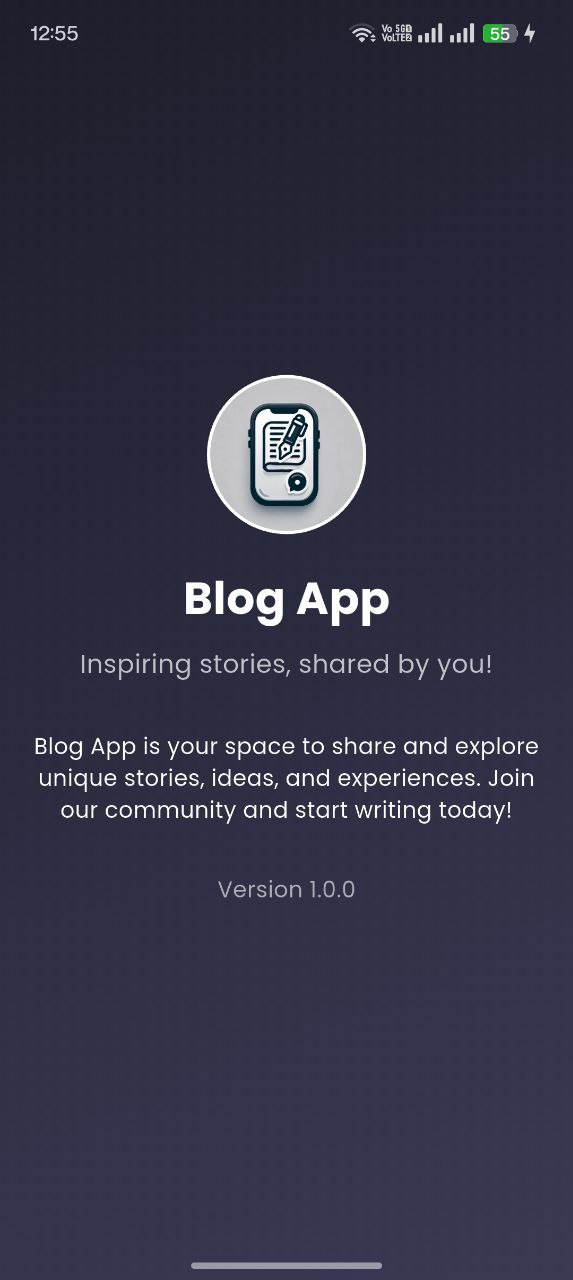 12:55
Vo 5G1
VoLTE2
55
Blog App
Inspiring stories, shared by you!
Blog App is your space to share and explore
unique stories, ideas, and experiences. Join
our community and start writing today!
Version 1.0.0